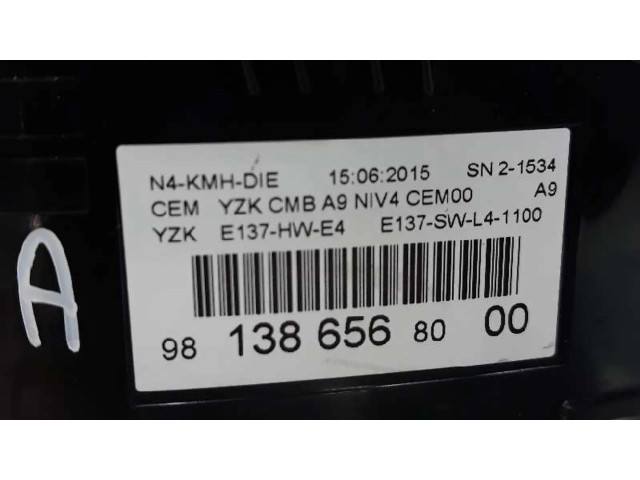 N4-KMH-DIE 15:06:2015 SN 2-1534
CEM YZK CMB A9 NIV4 CEM00 A9
YZK E137-HW-E4 E137-SW-L4-1100
98 138 656 80 00
A